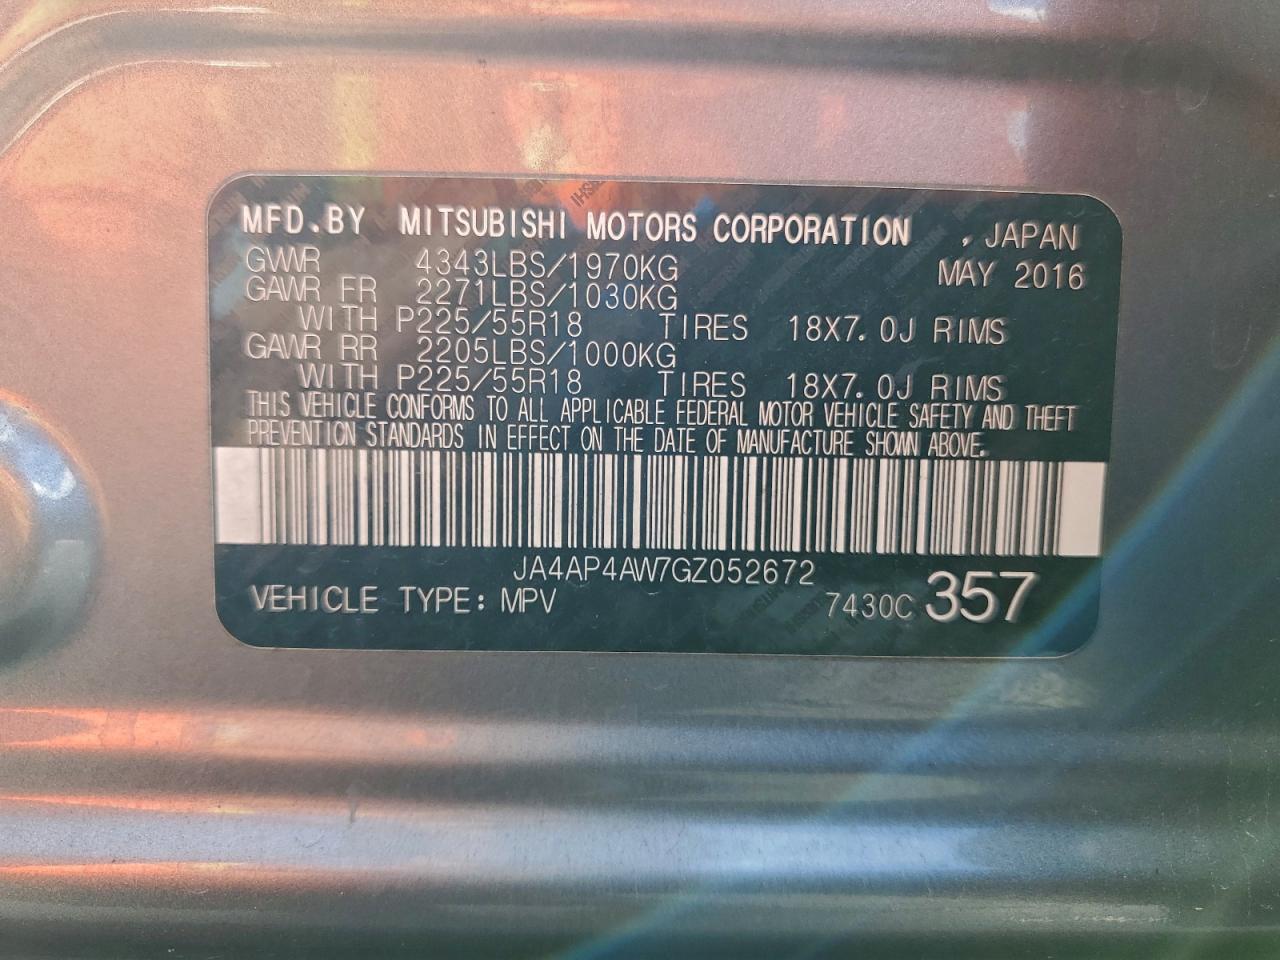 MFD.BY MITSUBISHI MOTORS CORPORATION , JAPAN
GVWR 4343LBS/1970KG MAY 2016
GAWR FR 2271LBS/1030KG
WITH P225/55R18 TIRES 18X7.0J RIMS
GAWR RR 2205LBS/1000KG
WITH P225/55R18 TIRES 18X7.0J RIMS
THIS VEHICLE CONFORMS TO ALL APPLICABLE FEDERAL MOTOR VEHICLE SAFETY AND THEFT
PREVENTION STANDARDS IN EFFECT ON THE DATE OF MANUFACTURE SHOWN ABOVE.
JA4AP4AW7GZ052672
VEHICLE TYPE: MPV 7430C 357